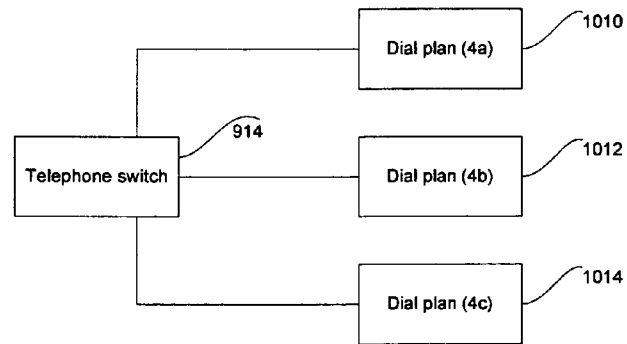 Dial plan (4a)
1010
Telephone switch
914
Dial plan (4b)
1012
Dial plan (4c)
1014